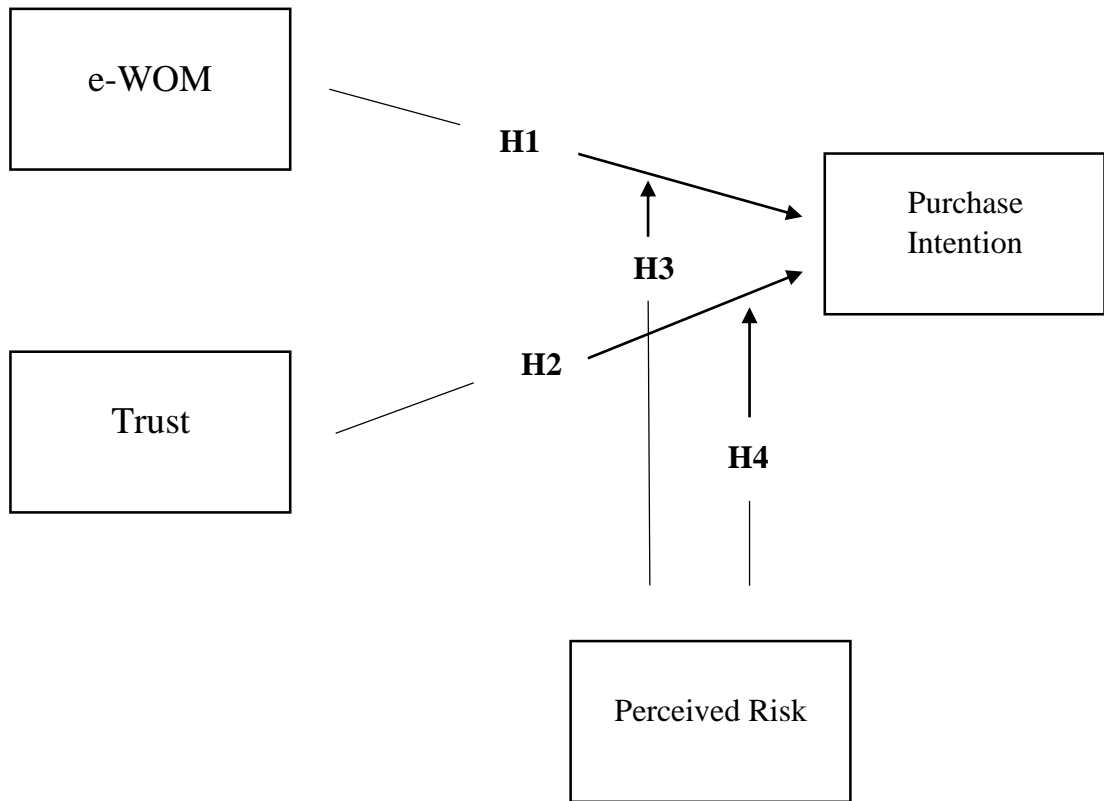 e-WOM
H1
Purchase
Intention
H3
H2
Trust
H4
Perceived Risk